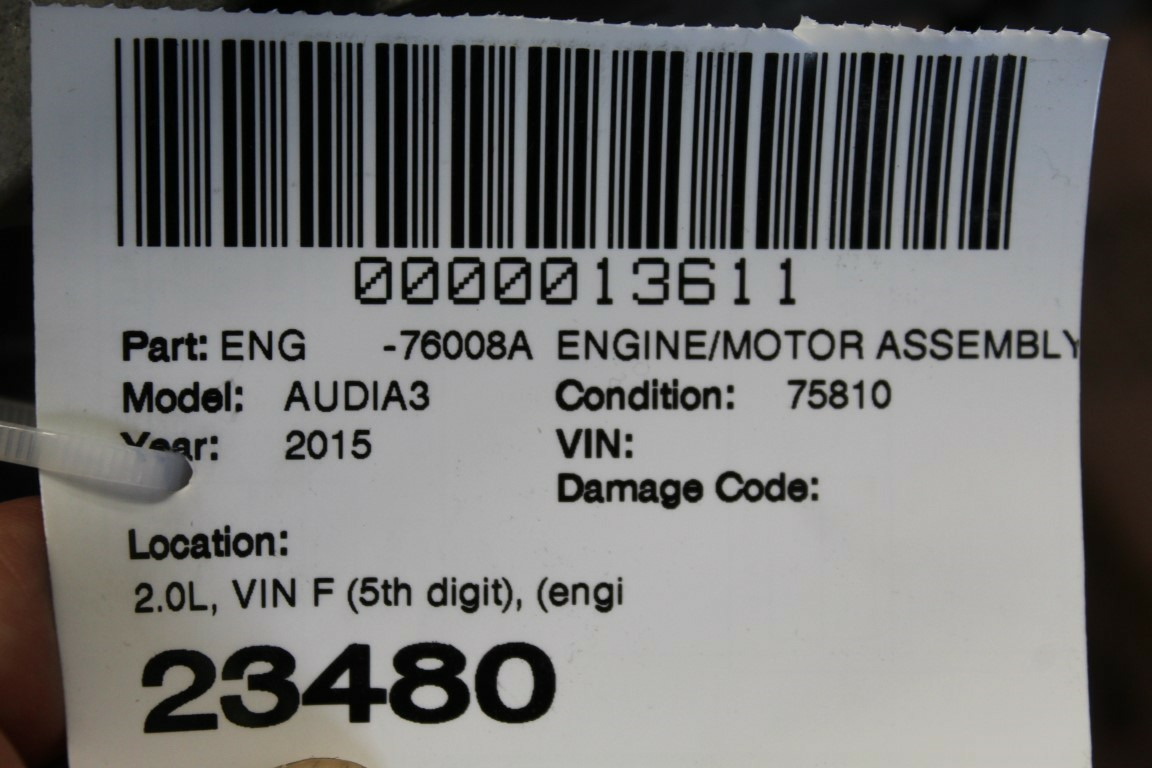 0000013611
Part: ENG -76008A ENGINE/MOTOR ASSEMBLY
Model: AUDIA3 Condition: 75810
Year: 2015 VIN:
Damage Code:
Location:
2.0L, VIN F (5th digit), (engi
23480